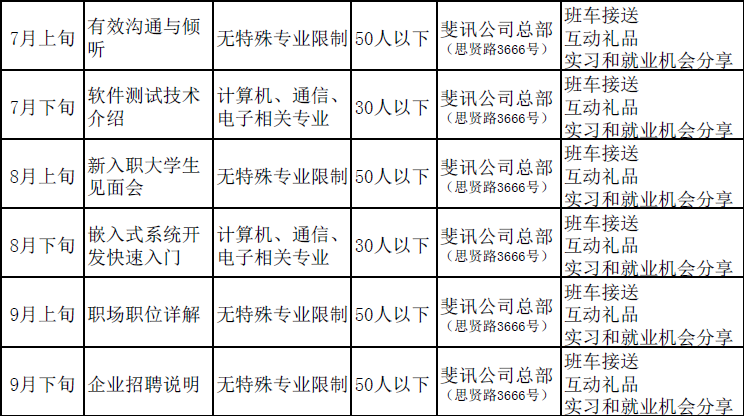 7月上旬
有效沟通与倾
听
无特殊专业限制
50人以下
斐讯公司总部
(思贤路3666号)
班车接送
互动礼品
实习和就业机会分享
7月下旬
软件测试技术
介绍
计算机、通信、
电子相关专业
30人以下
斐讯公司总部
(思贤路3666号)
班车接送
互动礼品
实习和就业机会分享
8月上旬
新入职大学生
见面会
无特殊专业限制
50人以下
斐讯公司总部
(思贤路3666号)
班车接送
互动礼品
实习和就业机会分享
8月下旬
嵌入式系统开
发快速入门
计算机、通信、
电子相关专业
30人以下
斐讯公司总部
(思贤路3666号)
班车接送
互动礼品
实习和就业机会分享
9月上旬
职场职位详解
无特殊专业限制
50人以下
斐讯公司总部
(思贤路3666号)
班车接送
互动礼品
实习和就业机会分享
9月下旬
企业招聘说明
无特殊专业限制
50人以下
斐讯公司总部
(思贤路3666号)
班车接送
互动礼品
实习和就业机会分享